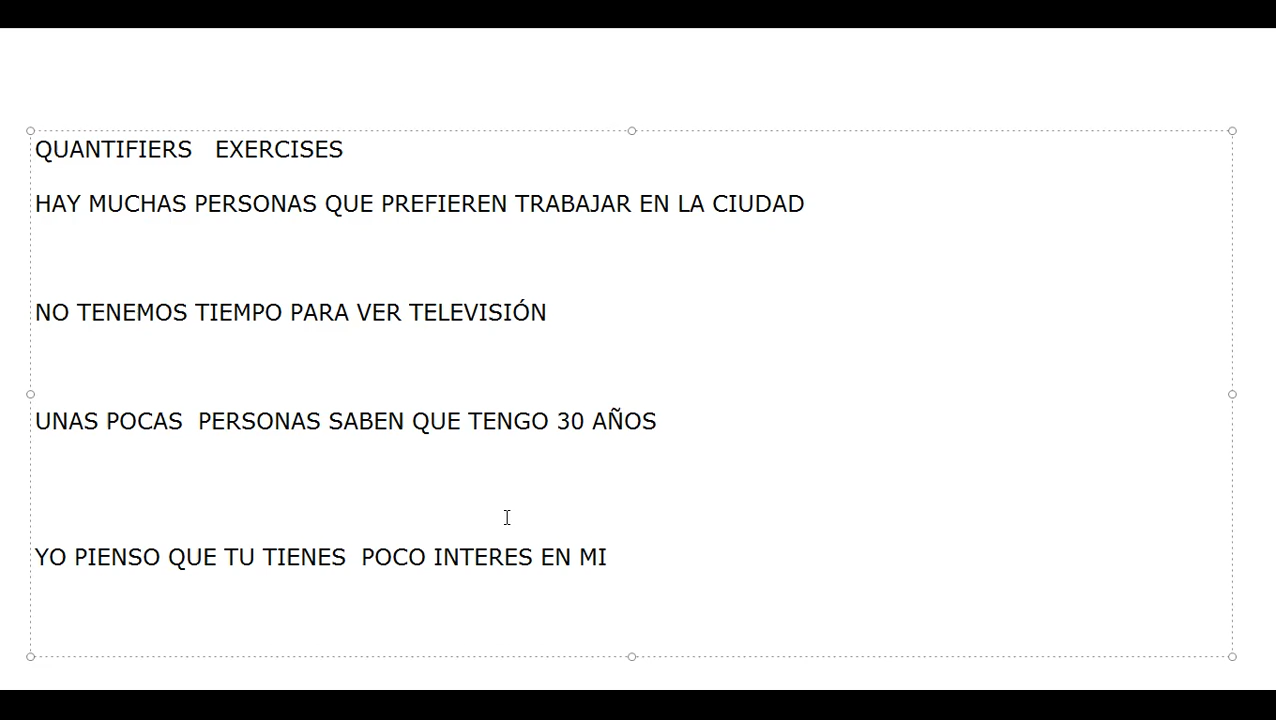 QUANTIFIERS EXERCISES
HAY MUCHAS PERSONAS QUE PREFIEREN TRABAJAR EN LA CIUDAD
NO TENEMOS TIEMPO PARA VER TELEVISIÓN
UNAS POCAS PERSONAS SABEN QUE TENGO 30 AÑOS
YO PIENSO QUE TU TIENES POCO INTERES EN MI